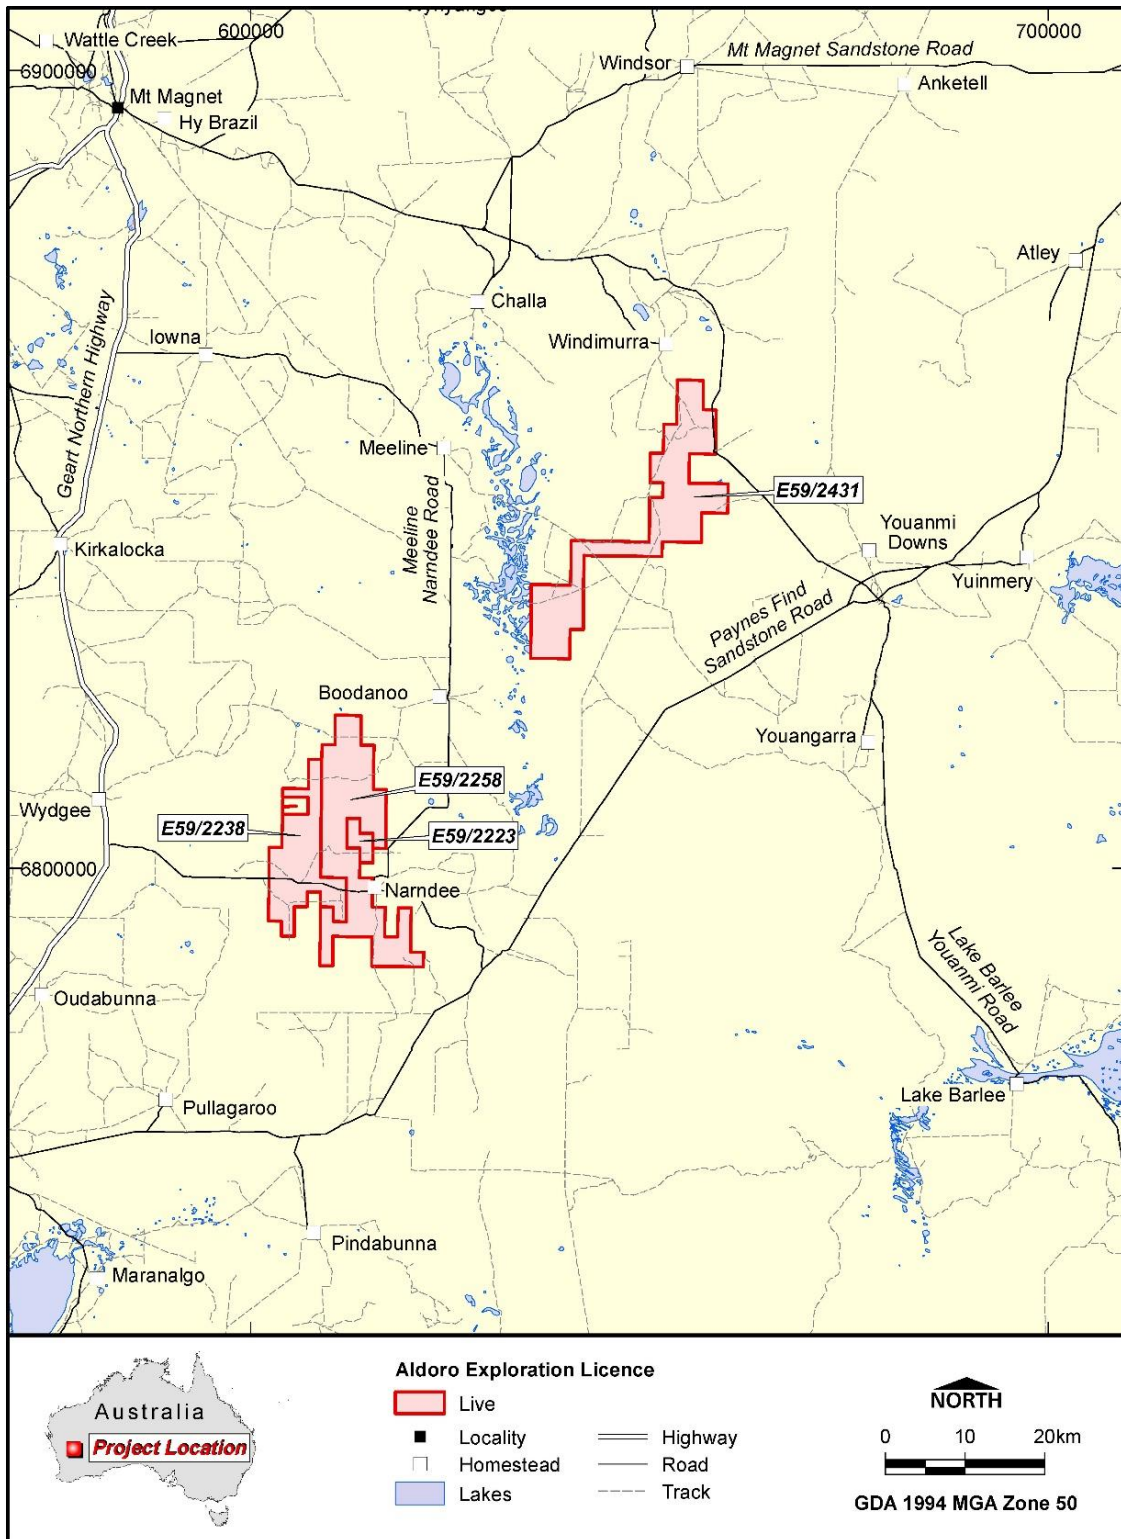 600000
700000
Wattle Creek
6900000
Mt Magnet
Hy Brazil
Windsor
Mt Magnet Sandstone Road
Anketell
Atley
Challa
Windimurra
Iowna
Geart Northern Highway
Meeline
Meeline
Narndee Road
E59/2431
Kirkalocka
Youanmi
Downs
Yuinmery
Paynes Find
Sandstone Road
Boodanoo
Youangarra
E59/2258
Wydgee
E59/2238
E59/2223
6800000
Narndee
Lake Barlee
Youanmi Road
Oudabunna
Lake Barlee
Pullagaroo
Pindabunna
Maranalgo
Australia
Project Location
Aldoro Exploration Licence
Live
Locality
Homestead
Lakes
Highway
Road
Track
NORTH
0 10 20km
GDA 1994 MGA Zone 50